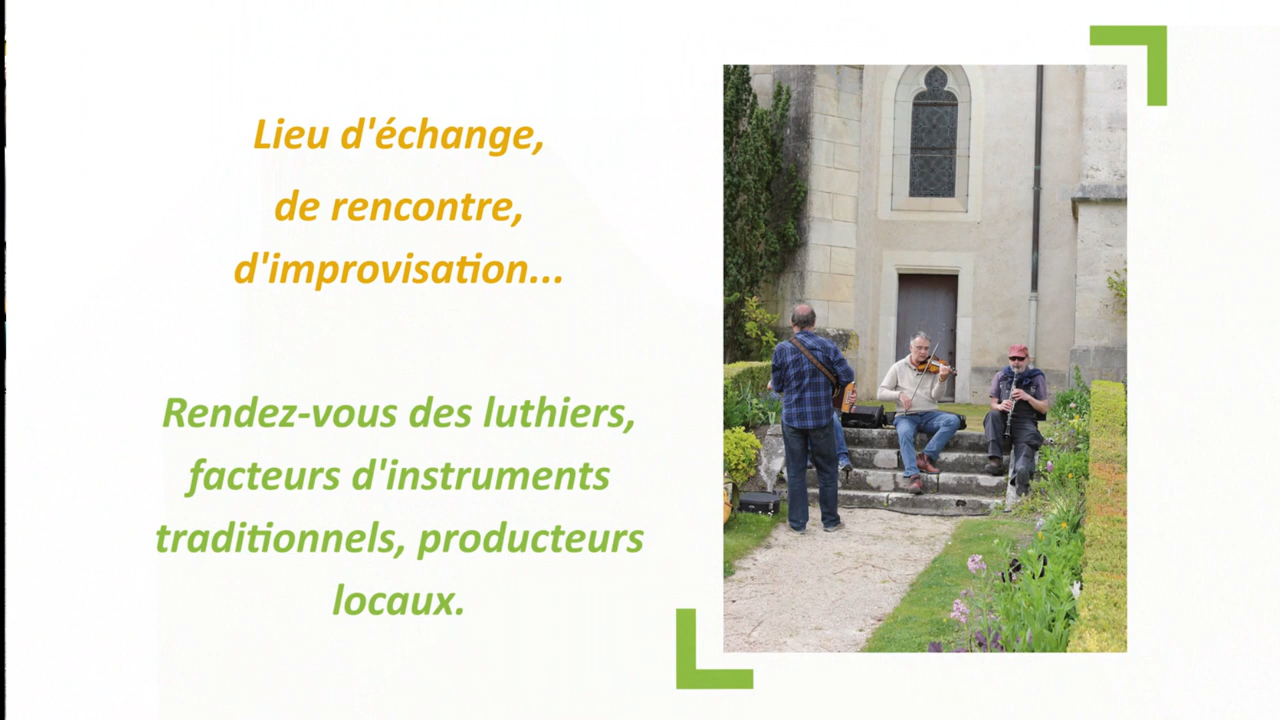 Lieu d'échange,
de rencontre,
d'improvisation...
Rendez-vous des luthiers,
facteurs d'instruments
traditionnels, producteurs
locaux.